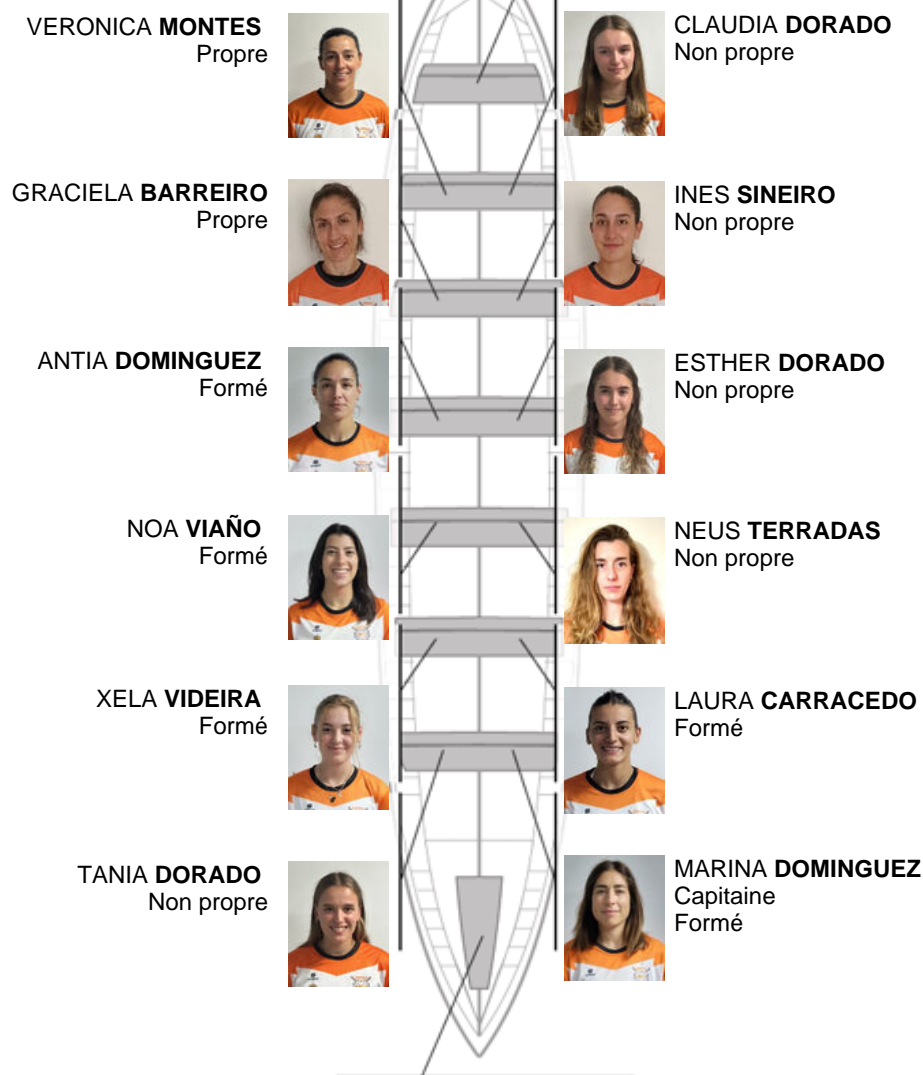 VERONICA MONTES
Propre
CLAUDIA DORADO
Non propre
GRACIELA BARREIRO
Propre
INES SINEIRO
Non propre
ANTIA DOMINGUEZ
Formé
ESTHER DORADO
Non propre
NOA VIAÑO
Formé
NEUS TERRADAS
Non propre
XELA VIDEIRA
Formé
LAURA CARRACEDO
Formé
TANIA DORADO
Non propre
MARINA DOMINGUEZ
Capitaine
Formé